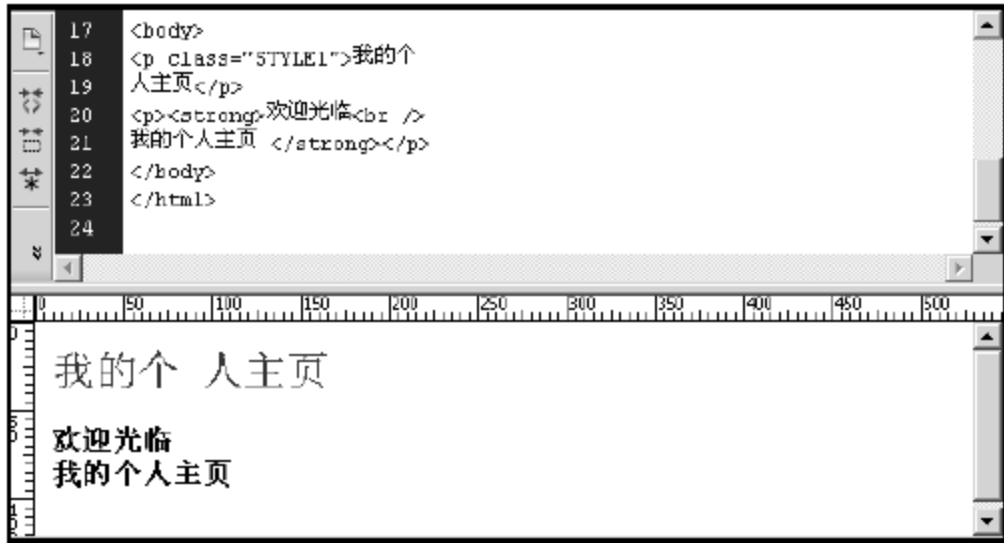 17 <body>
18 <p class="STYLE1">我的个
19 人主页</p>
20 <p><strong>欢迎光临<br />
21 我的个人主页 </strong></p>
22 </body>
23 </html>
24
0 50 100 150 200 250 300 350 400 450 500
0
我的个 人主页
50
欢迎光临
我的个人主页